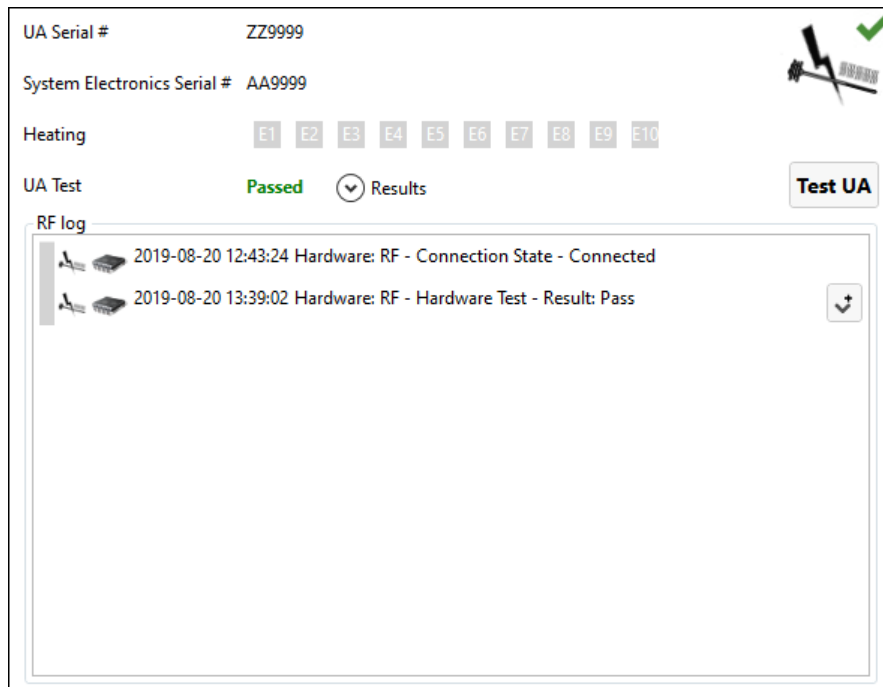 UA Serial # ZZ9999
System Electronics Serial # AA9999
Heating E1 E2 E3 E4 E5 E6 E7 E8 E9 E10
UA Test Passed Results Test UA
RF log
2019-08-20 12:43:24 Hardware: RF - Connection State - Connected
2019-08-20 13:39:02 Hardware: RF - Hardware Test - Result: Pass